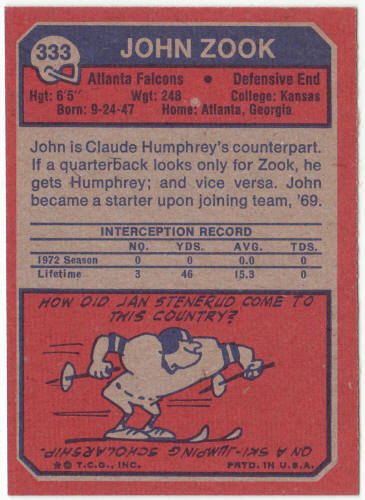 333 JOHN ZOOK
Atlanta Falcons • Defensive End
Hgt: 6'5" Wgt: 248 College: Kansas
Born: 9-24-47 Home: Atlanta, Georgia
John is Claude Humphrey's counterpart.
If a quarterback looks only for Zook, he
gets Humphrey; and vice versa. John
became a starter upon joining team, '69.
INTERCEPTION RECORD
NO. YDS. AVG. TDS.
1972 Season 0 0 0.0 0
Lifetime 3 46 15.3 0
HOW DID JAN STENERUD COME TO
THIS COUNTRY?
ON A SKI-JUMPING SCHOLARSHIP.
★ © T.C.G., INC. PRTD. IN U.S.A.